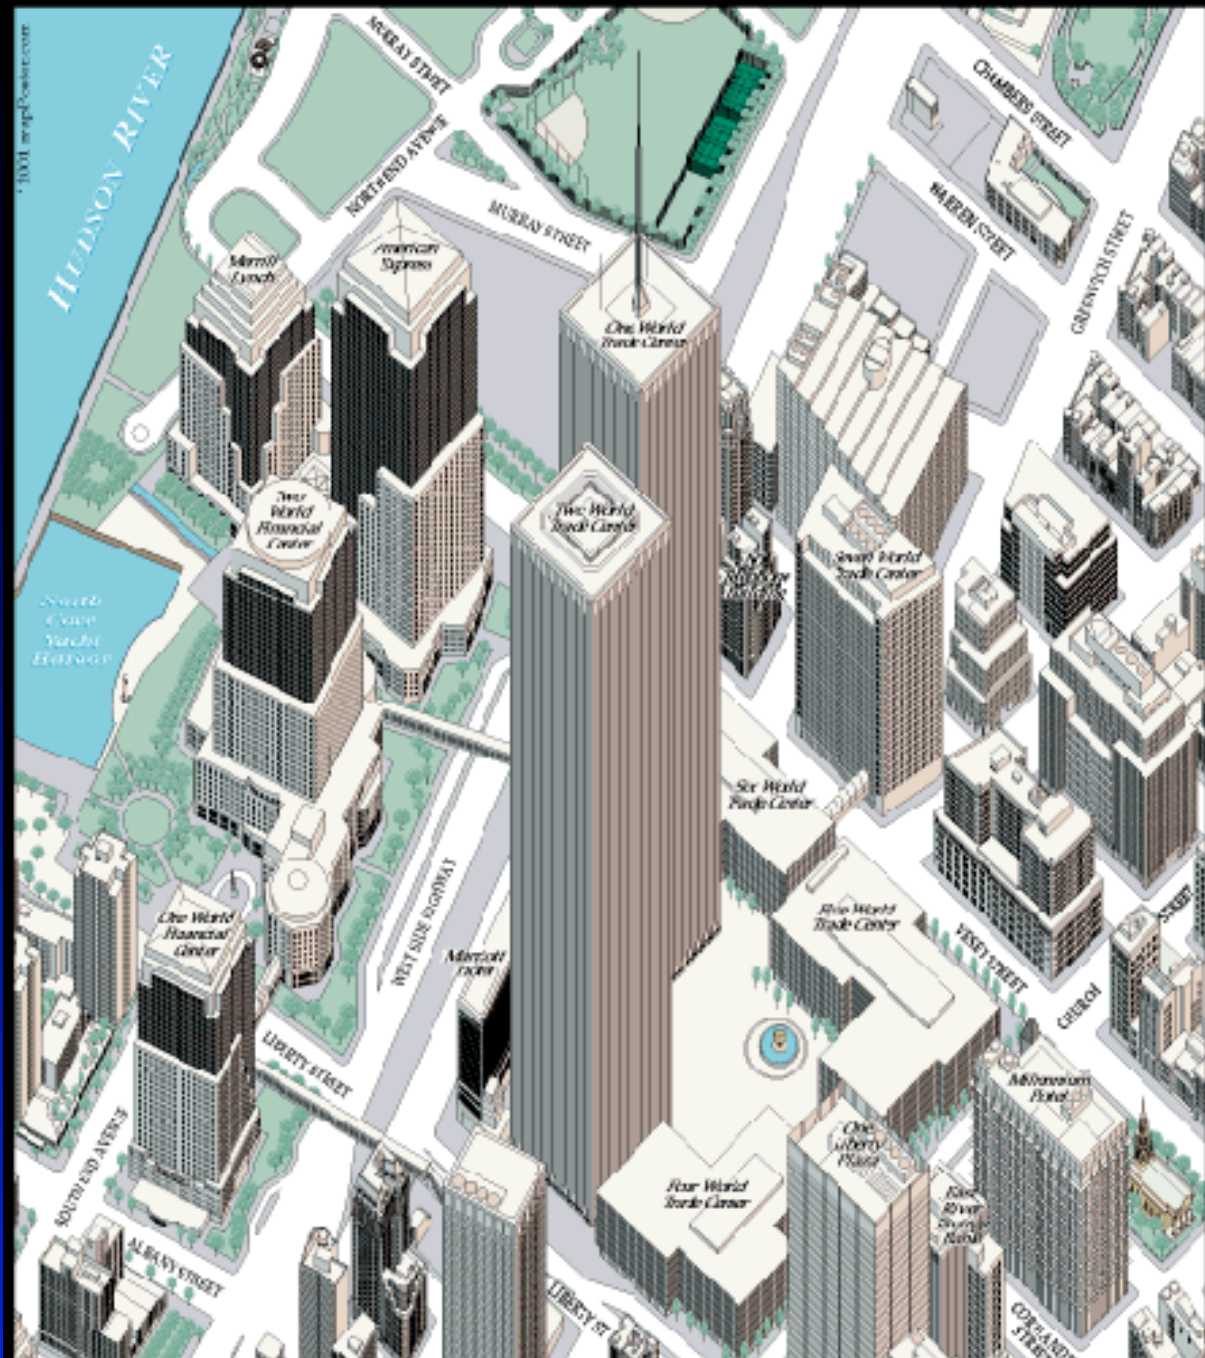 HUDSON RIVER
MURRAY STREET
NORTH END AVENUE
MURRAY STREET
CHAMBERS STREET
WARREN STREET
GREENWICH STREET
Merrill
Lynch
American
Express
One World
Trade Center
Two
World
Financial
Center
Two World
Trade Center
Seven World
Trade Center
North
Cove
Yacht
Harbor
Six World
Trade Center
Five World
Trade Center
WEST SIDE HIGHWAY
Marriott
Hotel
One World
Financial
Center
VESEY STREET
CHURCH
STREET
LIBERTY STREET
Millennium
Hotel
One
Liberty
Plaza
Four World
Trade Center
East
River
SOUTH END AVENUE
ALBANY STREET
LIBERTY ST
STREET